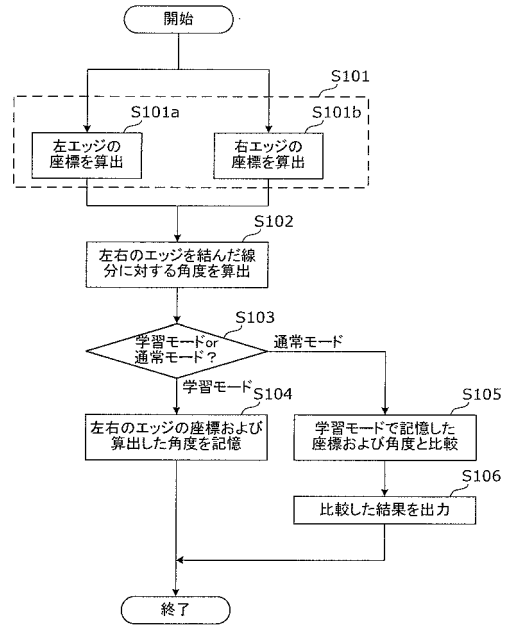 開始
S101
S101a
S101b
左エッジの
座標を算出
右エッジの
座標を算出
S102
左右のエッジを結んだ線
分に対する角度を算出
S103
学習モードor
通常モード？
通常モード
学習モード
S104
左右のエッジの座標および
算出した角度を記憶
S105
学習モードで記憶した
座標および角度と比較
S106
比較した結果を出力
終了